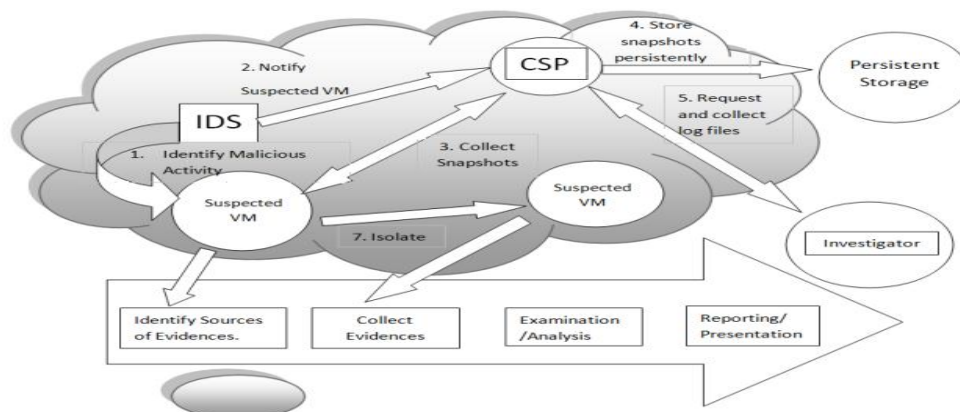 4. Store
snapshots
persistently
CSP
Persistent
Storage
2. Notify
Suspected VM
IDS
5. Request
and collect
log files
1. Identify Malicious
Activity
3. Collect
Snapshots
Suspected
VM
Suspected
VM
7. Isolate
Investigator
Identify Sources
of Evidences.
Collect
Evidences
Examination
/Analysis
Reporting/
Presentation